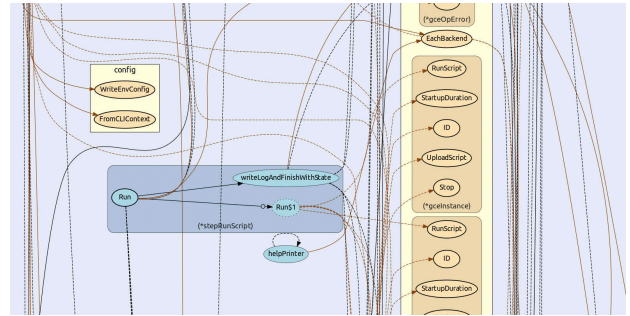 (*gceOpError)
EachBackend
config
WriteEnvConfig
FromCLIContext
RunScript
StartupDuration
ID
UploadScript
Stop
(*gceInstance)
writeLogAndFinishWithState
Run
Run$1
(*stepRunScript)
helpPrinter
RunScript
ID
StartupDuration